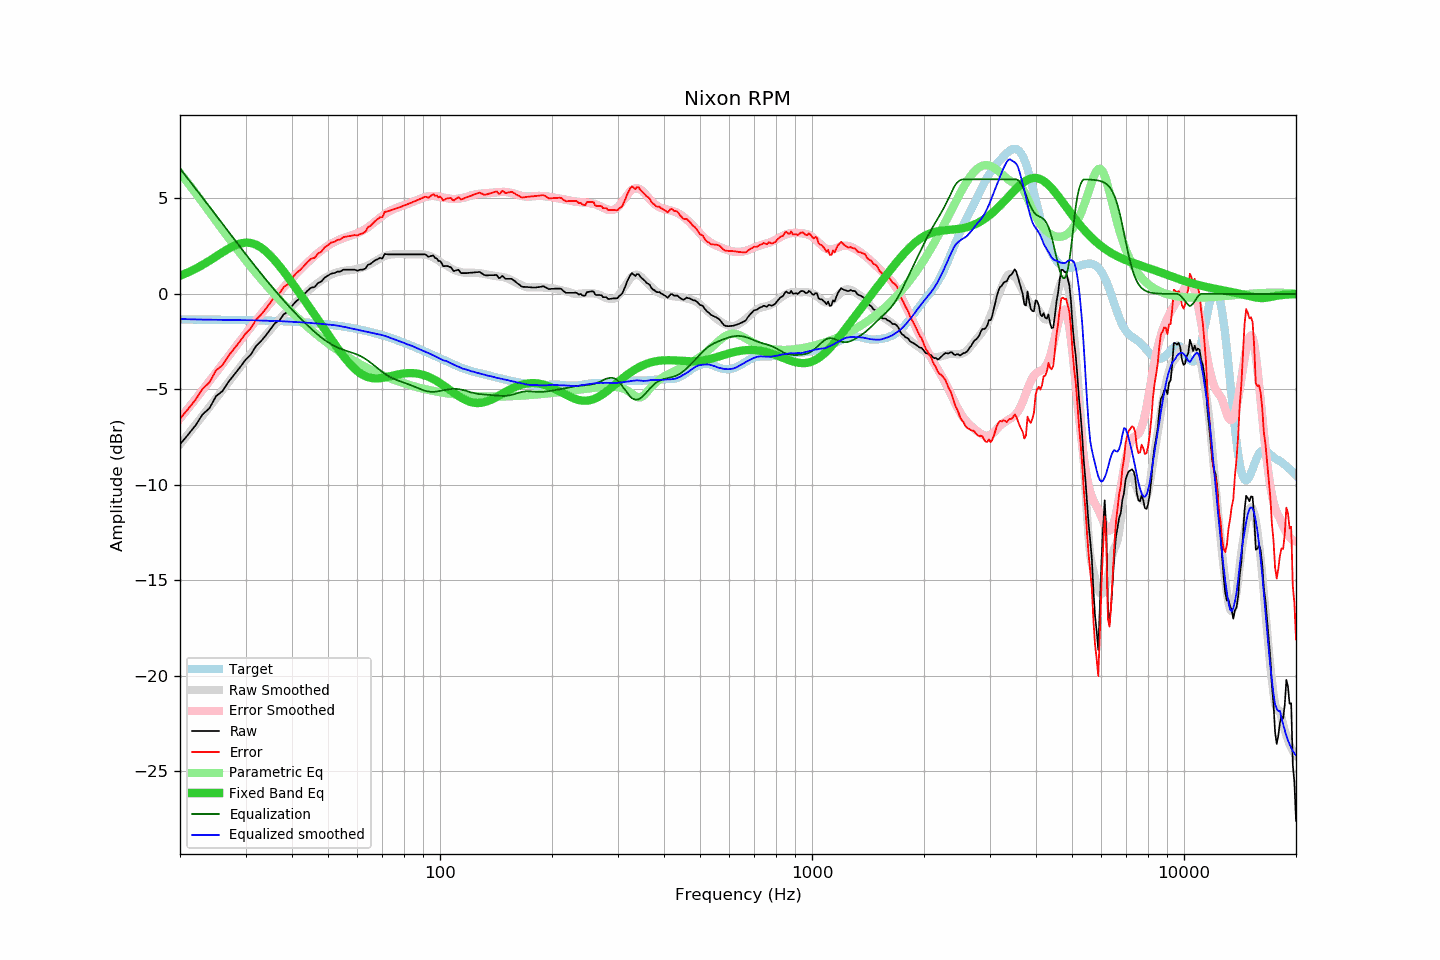 Nixon RPM
Amplitude (dBr)
5
0
−5
−10
−15
−20
−25
Target
Raw Smoothed
Error Smoothed
Raw
Error
Parametric Eq
Fixed Band Eq
Equalization
Equalized smoothed
100
1000
10000
Frequency (Hz)